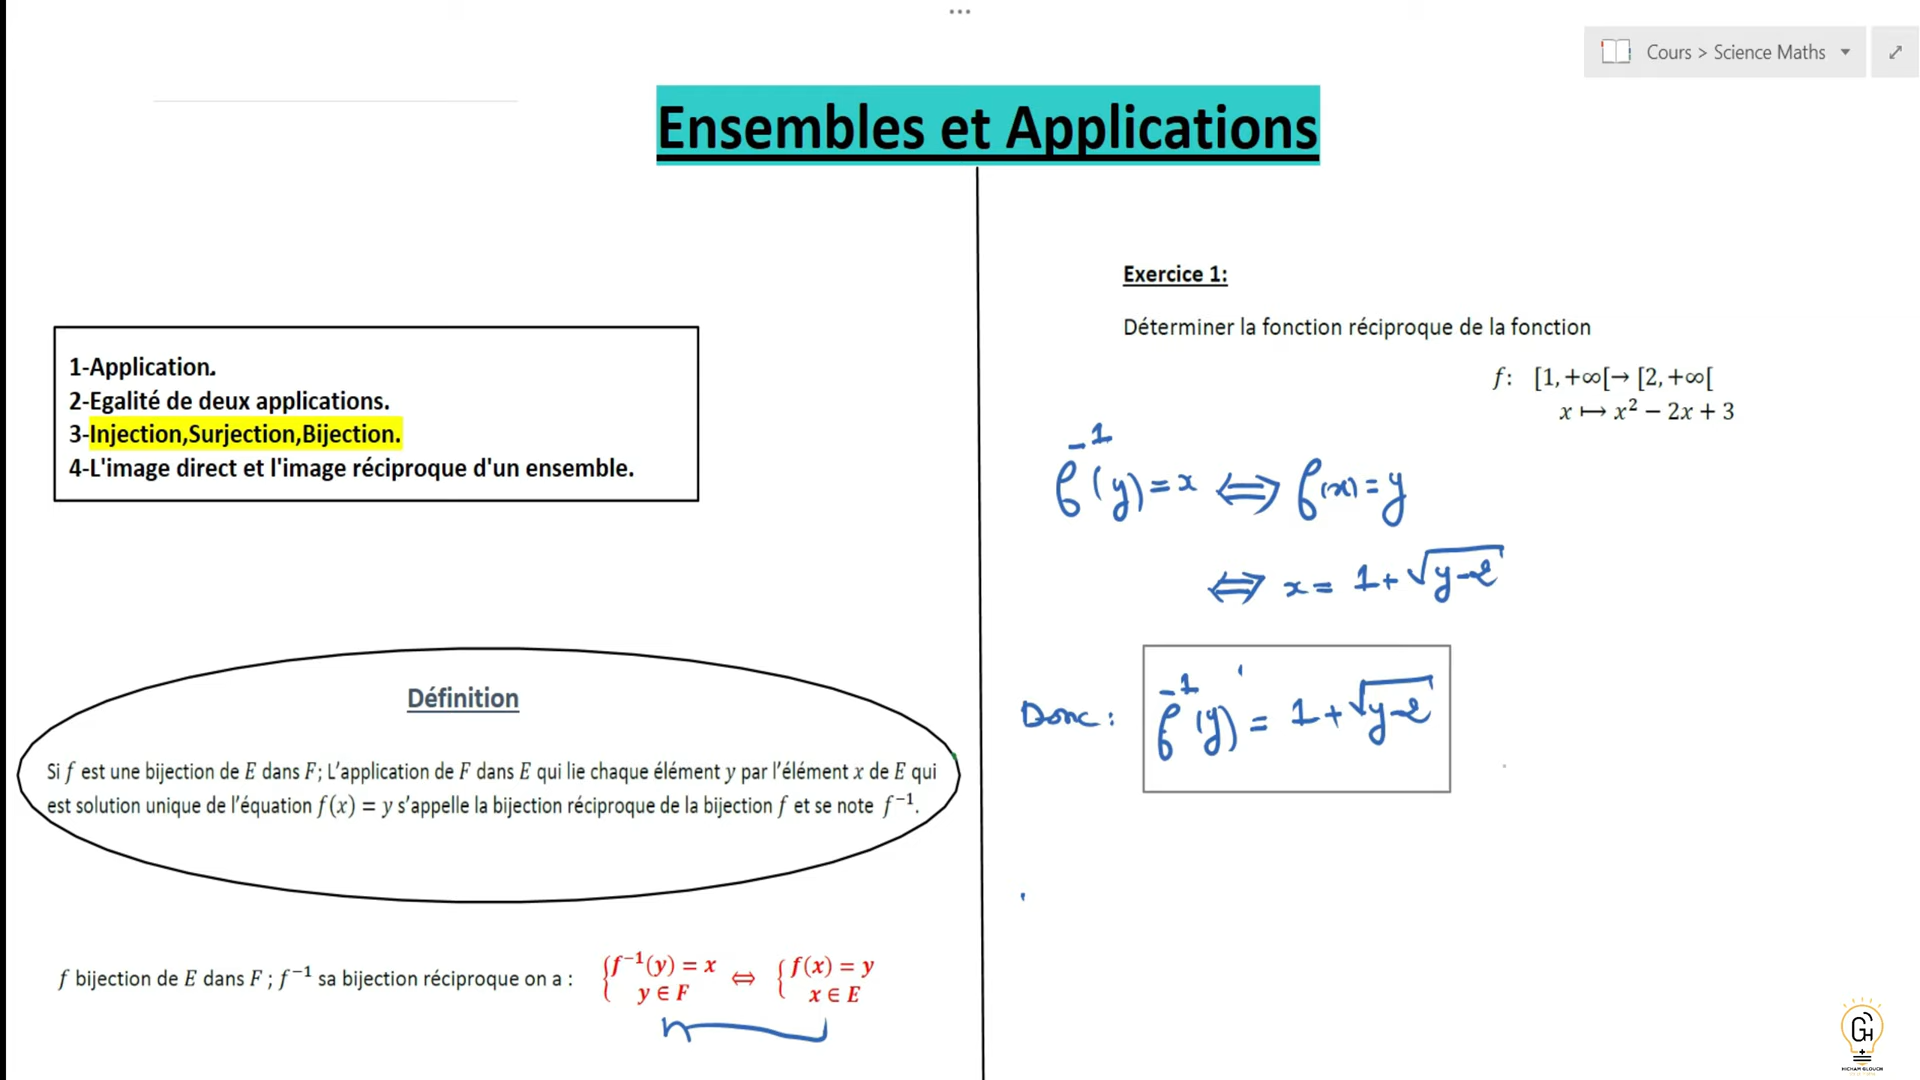 Cours > Science Maths
Ensembles et Applications
1-Application.
2-Egalité de deux applications.
3-Injection,Surjection,Bijection.
4-L'image direct et l'image réciproque d'un ensemble.
Définition
Si f est une bijection de E dans F; L'application de F dans E qui lie chaque élément y par l'élément x de E qui
est solution unique de l'équation f(x) = y s'appelle la bijection réciproque de la bijection f et se note f⁻¹.
f bijection de E dans F ; f⁻¹ sa bijection réciproque on a : {f⁻¹(y) = x ⇔ {f(x) = y
y ∈ F x ∈ E
Exercice 1:
Déterminer la fonction réciproque de la fonction
f: [1, +∞[→ [2, +∞[
x ↦ x² − 2x + 3
f⁻¹(y) = x ⇔ f(x) = y
⇔ x = 1 + √(y-2)
Donc : f⁻¹(y) = 1 + √(y-2)
GH
HICHAM GLOUCH